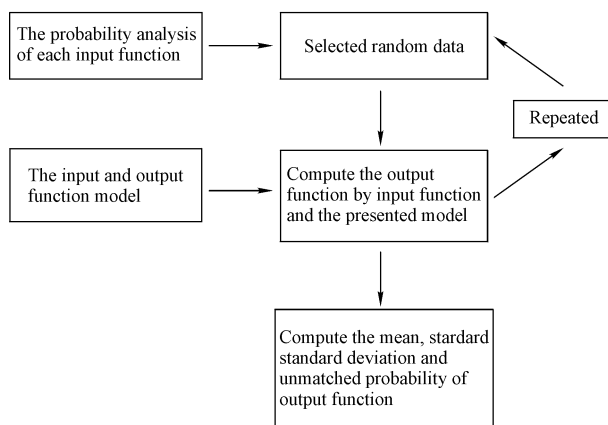 The probability analysis
of each input function
Selected random data
Repeated
The input and output
function model
Compute the output
function by input function
and the presented model
Compute the mean, stardard
standard deviation and
unmatched probability of
output function